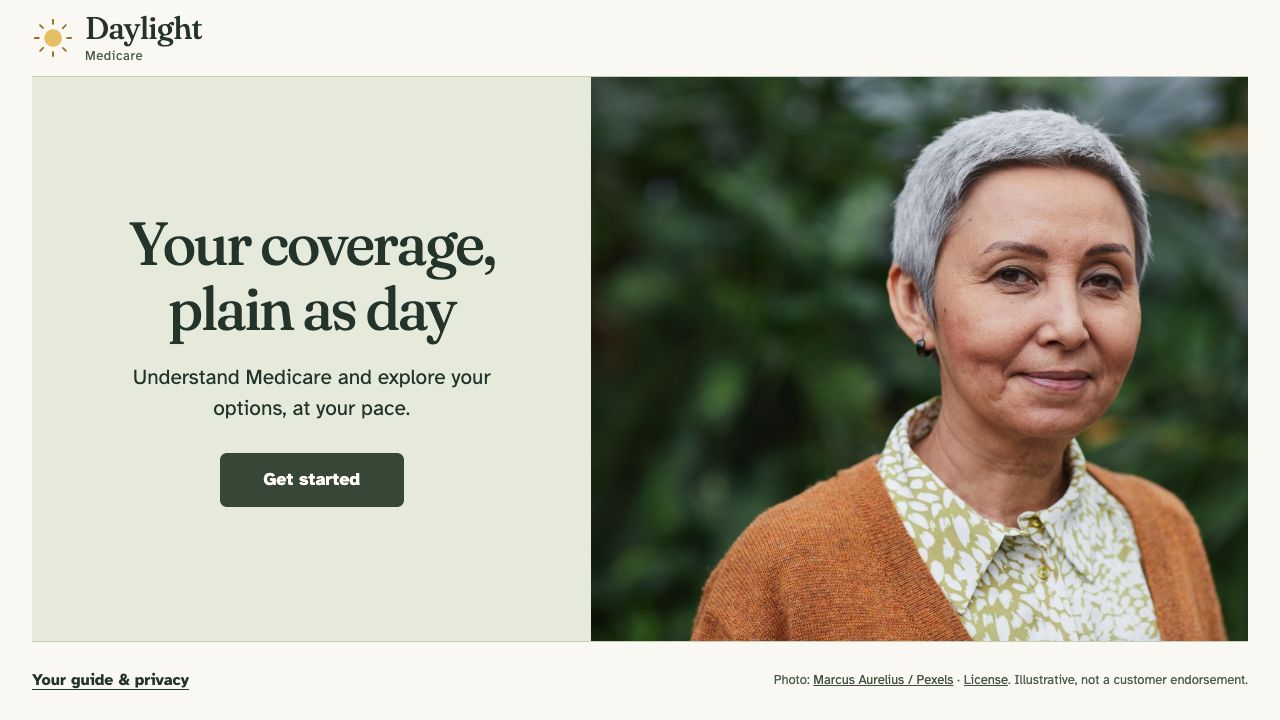 Daylight
Medicare
Your coverage,
plain as day
Understand Medicare and explore your
options, at your pace.
Get started
Your guide & privacy
Photo: Marcus Aurelius / Pexels · License. Illustrative, not a customer endorsement.